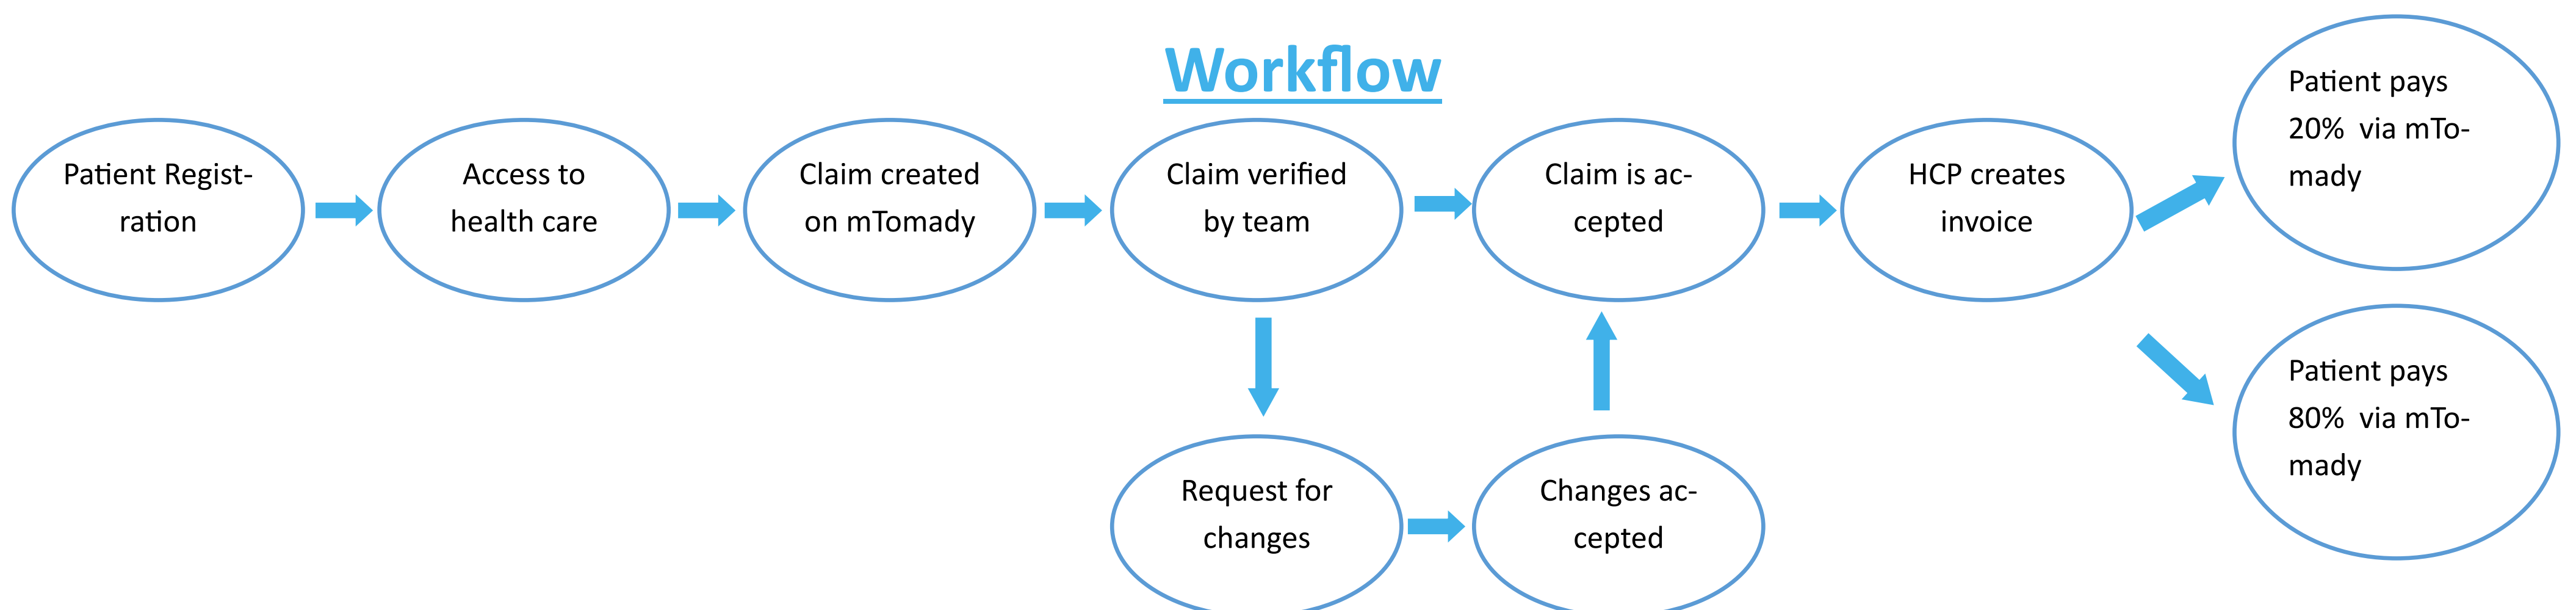 Workflow
Patient Regist-
ration
Access to
health care
Claim created
on mTomady
Claim verified
by team
Claim is ac-
cepted
HCP creates
invoice
Patient pays
20%  via mTo-
mady
Patient pays
80%  via mTo-
mady
Request for
changes
Changes ac-
cepted